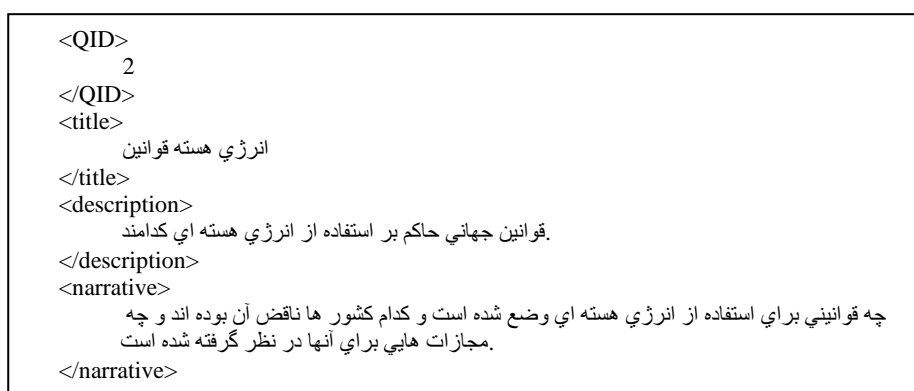 <QID>
2
</QID>
<title>
انرژي هسته قوانين
</title>
<description>
قوانين جهاني حاكم بر استفاده از انرژي هسته اي كدامند.
</description>
<narrative>
چه قوانيني براي استفاده از انرژي هسته اي وضع شده است و كدام كشور ها ناقض آن بوده اند و چه
مجازات هايي براي آنها در نظر گرفته شده است.
</narrative>